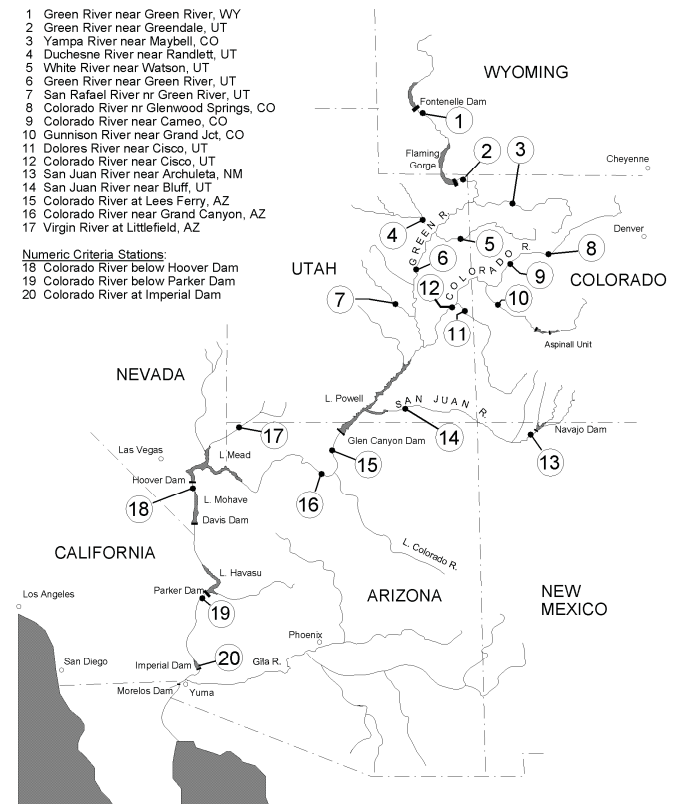 1 Green River near Green River, WY
2 Green River near Greendale, UT
3 Yampa River near Maybell, CO
4 Duchesne River near Randlett, UT
5 White River near Watson, UT
6 Green River near Green River, UT
7 San Rafael River nr Green River, UT
8 Colorado River nr Glenwood Springs, CO
9 Colorado River near Cameo, CO
10 Gunnison River near Grand Jct, CO
11 Dolores River near Cisco, UT
12 Colorado River near Cisco, UT
13 San Juan River near Archuleta, NM
14 San Juan River near Bluff, UT
15 Colorado River at Lees Ferry, AZ
16 Colorado River near Grand Canyon, AZ
17 Virgin River at Littlefield, AZ
Numeric Criteria Stations:
18 Colorado River below Hoover Dam
19 Colorado River below Parker Dam
20 Colorado River at Imperial Dam
WYOMING
Fontenelle Dam
1
Flaming
Gorge
2
3
Cheyenne
4
GREEN R.
5
Denver
8
UTAH
6
COLORADO R.
9
COLORADO
7
12
10
11
Aspinall Unit
NEVADA
L. Powell
SAN JUAN R.
17
Glen Canyon Dam
14
Navajo Dam
13
Las Vegas
L Mead
15
Hoover Dam
18
L. Mohave
16
Davis Dam
CALIFORNIA
L. Colorado R.
L. Havasu
Parker Dam
19
ARIZONA
NEW
MEXICO
Los Angeles
Phoenix
San Diego
Imperial Dam
20
Gila R.
Morelos Dam
Yuma